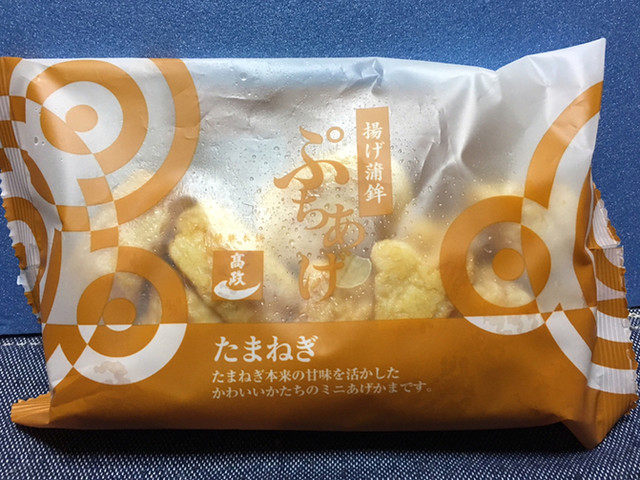 揚げ蒲鉾
ぷちあげ
高政
たまねぎ
たまねぎ本来の甘味を活かした
かわいいかたちのミニあげかまです。